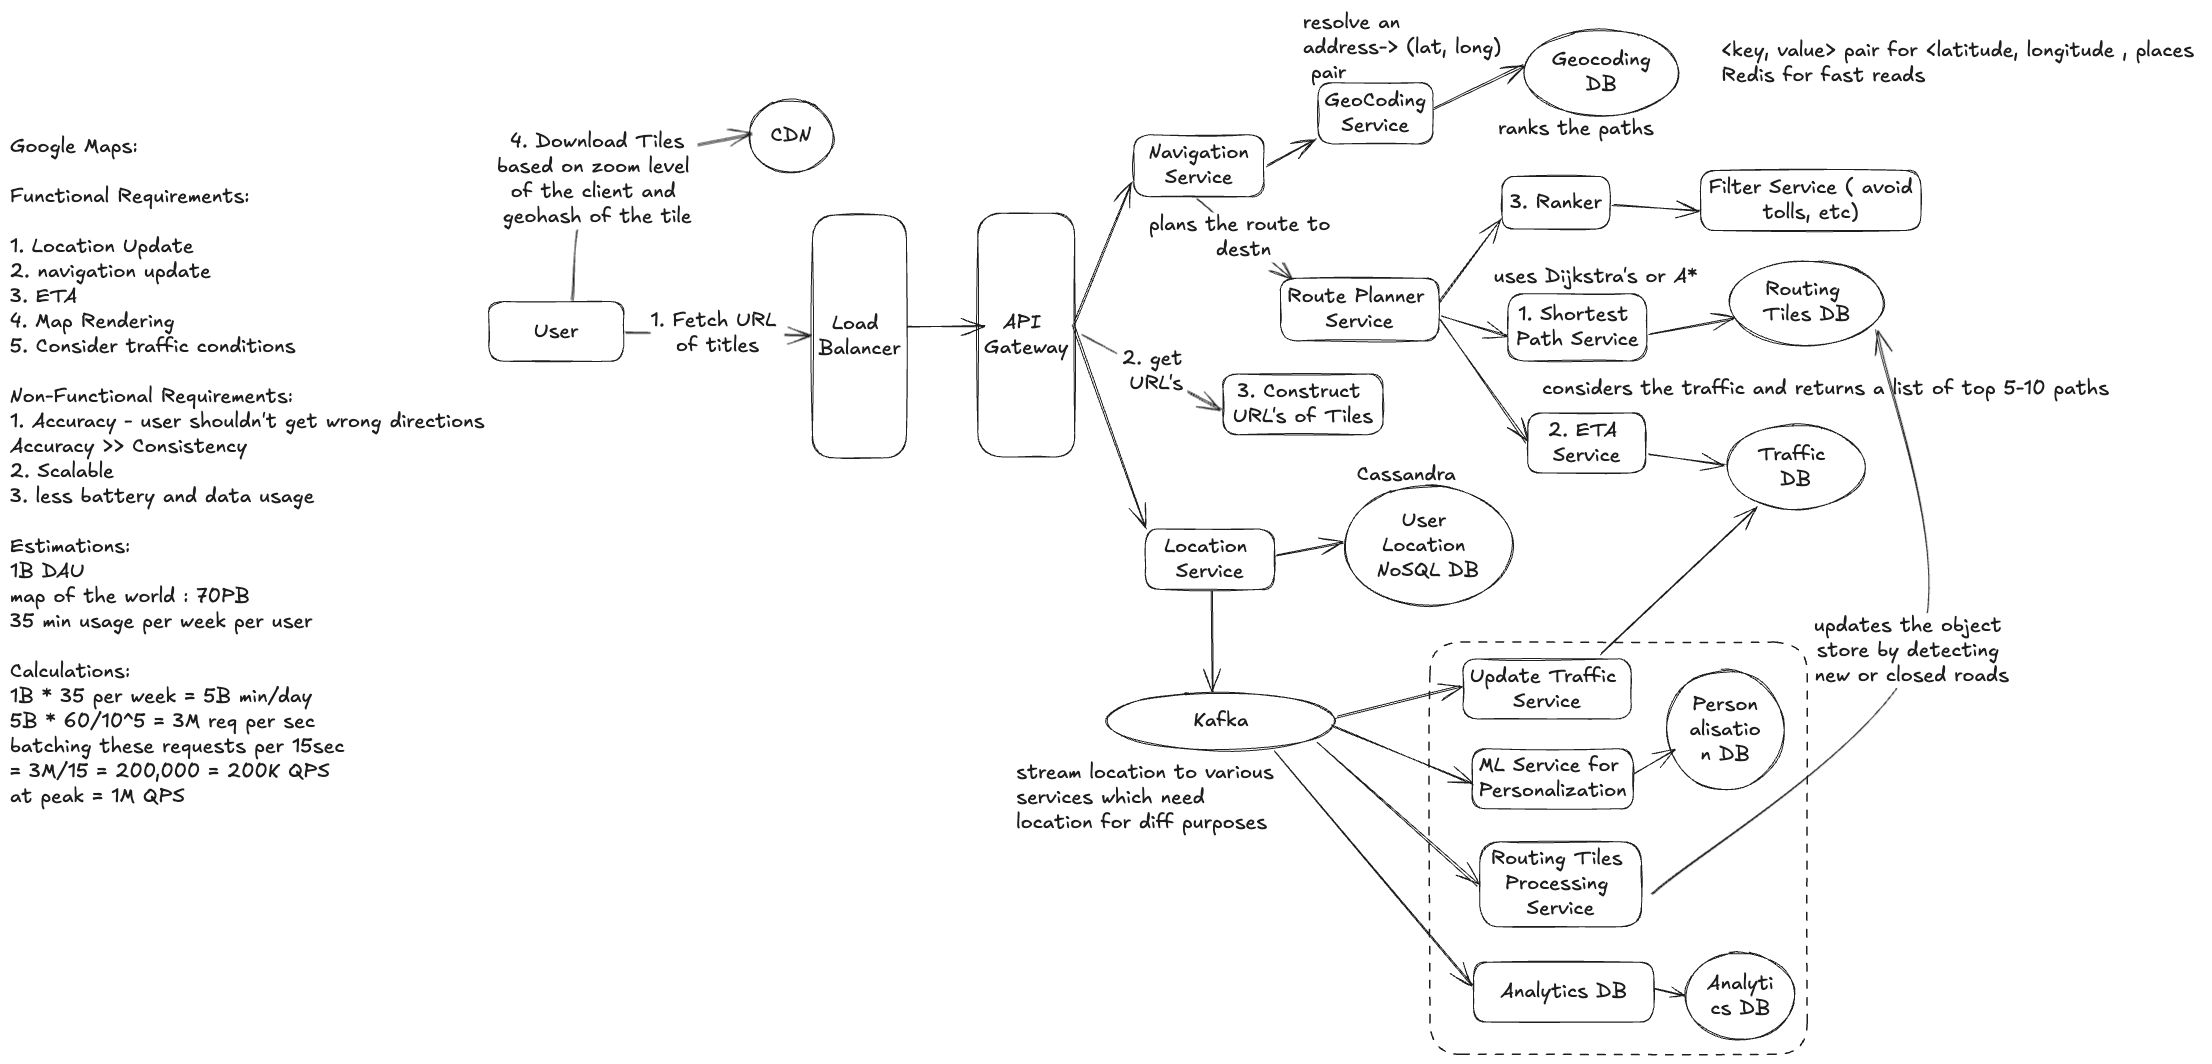 Google Maps:
Functional Requirements:
1. Location Update
2. navigation update
3. ETA
4. Map Rendering
5. Consider traffic conditions
Non-Functional Requirements:
1. Accuracy - user shouldn't get wrong directions
Accuracy >> Consistency
2. Scalable
3. less battery and data usage
Estimations:
1B DAU
map of the world : 70PB
35 min usage per week per user
Calculations:
1B * 35 per week = 5B min/day
5B * 60/10^5 = 3M req per sec
batching these requests per 15sec
= 3M/15 = 200,000 = 200K QPS
at peak = 1M QPS
4. Download Tiles
based on zoom level
of the client and
geohash of the tile
CDN
User
1. Fetch URL
of titles
Load
Balancer
API
Gateway
Navigation
Service
resolve an
address-> (lat, long)
pair
GeoCoding
Service
Geocoding
DB
<key, value> pair for <latitude, longitude , places
Redis for fast reads
plans the route to
destn
Route Planner
Service
ranks the paths
3. Ranker
Filter Service ( avoid
tolls, etc)
uses Dijkstra's or A*
1. Shortest
Path Service
Routing
Tiles DB
considers the traffic and returns a list of top 5-10 paths
2. ETA
Service
Traffic
DB
2. get
URL's
3. Construct
URL's of Tiles
Location
Service
Cassandra
User
Location
NoSQL DB
Kafka
stream location to various
services which need
location for diff purposes
Update Traffic
Service
ML Service for
Personalization
Person
alisatio
n DB
Routing Tiles
Processing
Service
updates the object
store by detecting
new or closed roads
Analytics DB
Analyti
cs DB